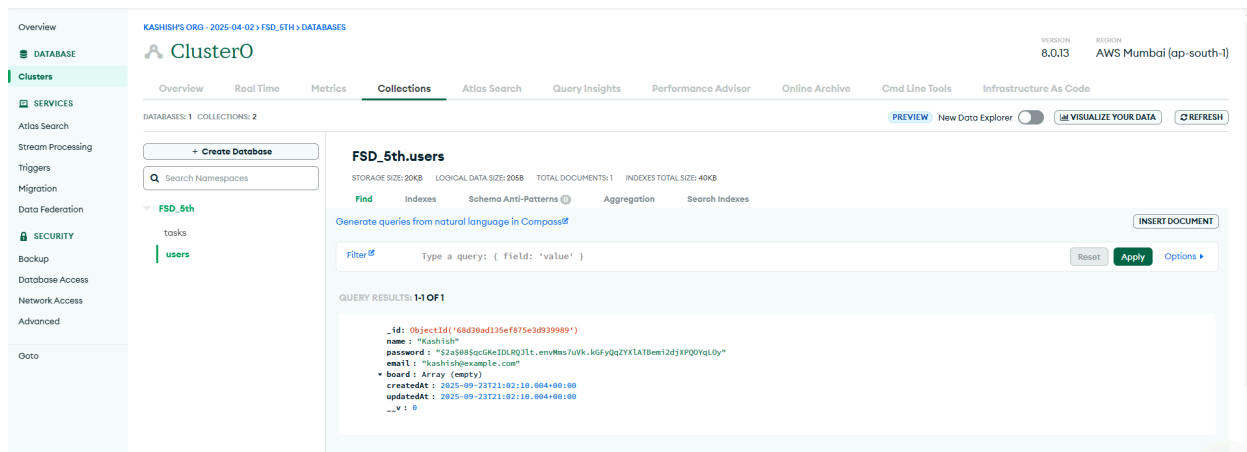 Overview
DATABASE
Clusters
SERVICES
Atlas Search
Stream Processing
Triggers
Migration
Data Federation
SECURITY
Backup
Database Access
Network Access
Advanced
Goto
KASHISH'S ORG - 2025-04-02 > FSD_5TH > DATABASES
Cluster0
VERSION
8.0.13
REGION
AWS Mumbai (ap-south-1)
Overview Real Time Metrics Collections Atlas Search Query Insights Performance Advisor Online Archive Cmd Line Tools Infrastructure As Code
DATABASES: 1 COLLECTIONS: 2
PREVIEW New Data Explorer VISUALIZE YOUR DATA REFRESH
+ Create Database
Search Namespaces
FSD_5th
tasks
users
FSD_5th.users
STORAGE SIZE: 20KB LOGICAL DATA SIZE: 205B TOTAL DOCUMENTS: 1 INDEXES TOTAL SIZE: 40KB
Find Indexes Schema Anti-Patterns 0 Aggregation Search Indexes
Generate queries from natural language in Compass
INSERT DOCUMENT
Filter Type a query: { field: 'value' } Reset Apply Options
QUERY RESULTS: 1-1 OF 1
_id: ObjectId('68d30ad135ef875e3d939989')
name : "Kashish"
password : "$2a$08$qcGKeIDLRQJlt.envMms7uVk.kGFyQqZYXlATBemi2djXPQOYqLOy"
email : "kashish@example.com"
board : Array (empty)
createdAt : 2025-09-23T21:02:10.004+00:00
updatedAt : 2025-09-23T21:02:10.004+00:00
__v : 0